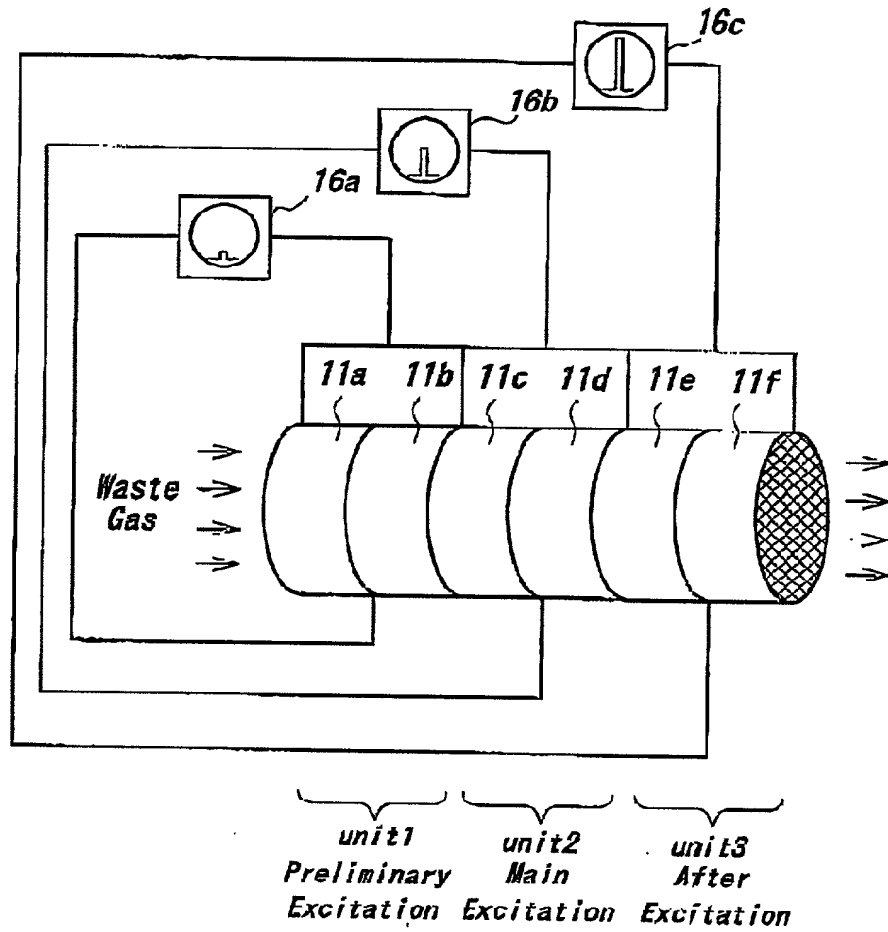 16c
16b
16a
11a 11b 11c 11d 11e 11f
Waste
Gas
unit1
Preliminary
Excitation
unit2
Main
Excitation
unit3
After
Excitation